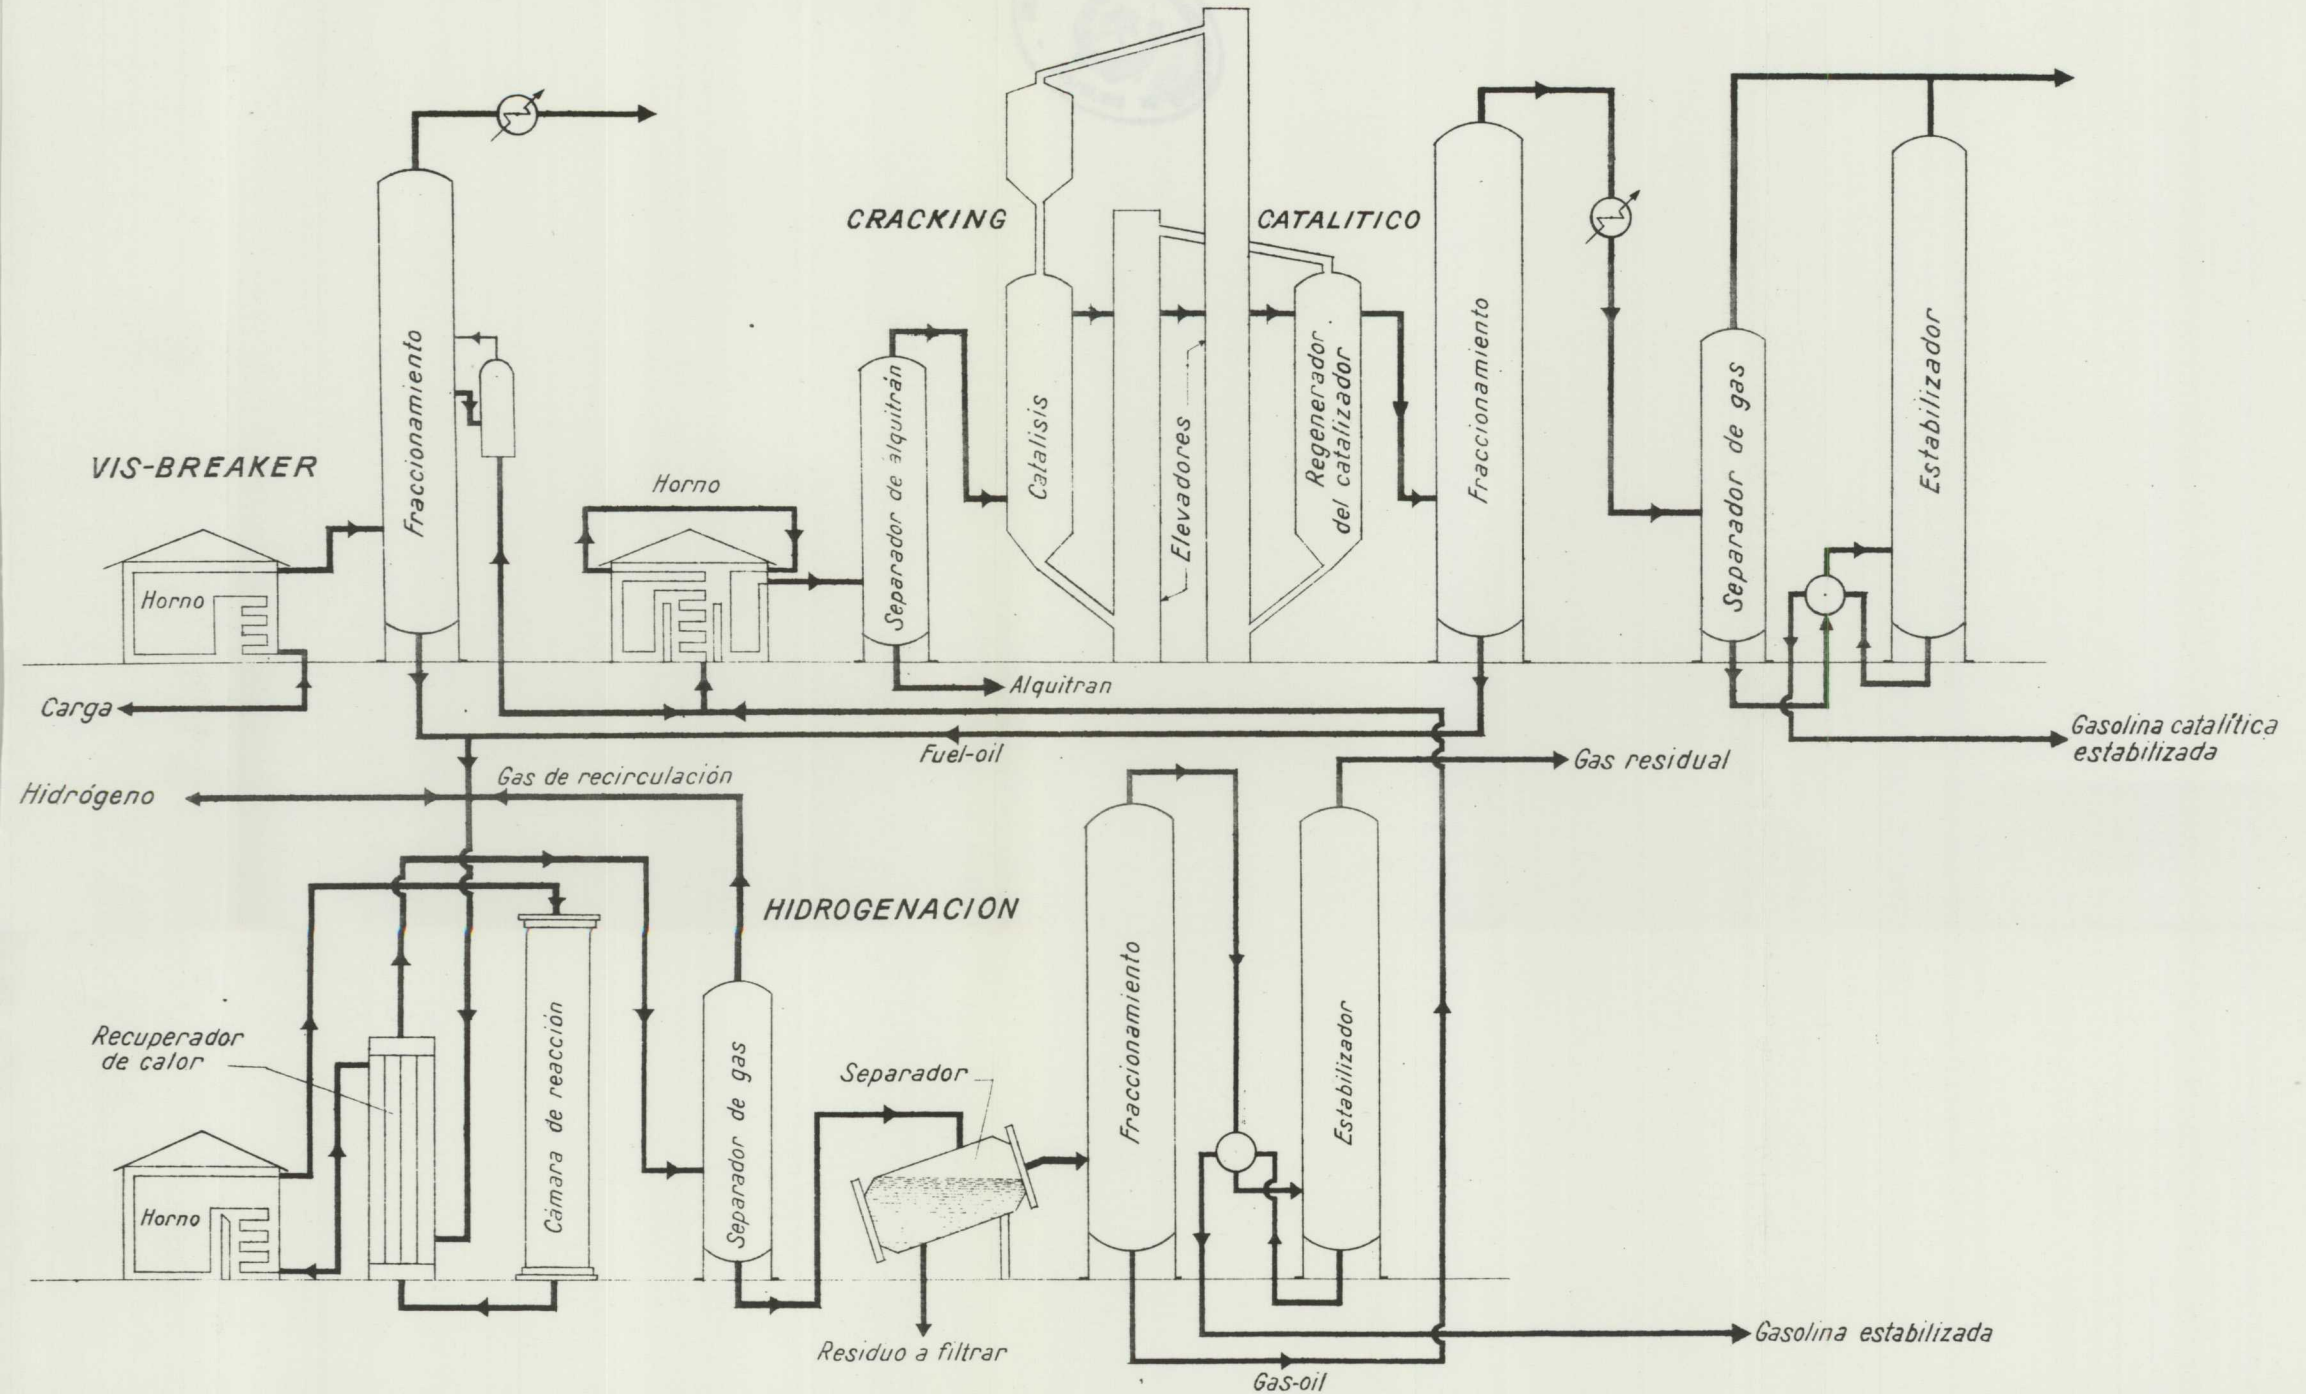 CRACKING
CATALITICO
Fraccionamiento
Estabilizador
Fraccionamiento
VIS-BREAKER
Horno
Horno
Separador de alquitrán
Catalisis
Elevadores
Regenerador
del catalizador
Separador de gas
Carga
Alquitran
Fuel-oil
Gasolina catalítica
estabilizada
Gas residual
Hidrógeno
Gas de recirculación
HIDROGENACION
Recuperador
de calor
Horno
Cámara de reacción
Separador de gas
Separador
Fraccionamiento
Estabilizador
Residuo a filtrar
Gasolina estabilizada
Gas-oil